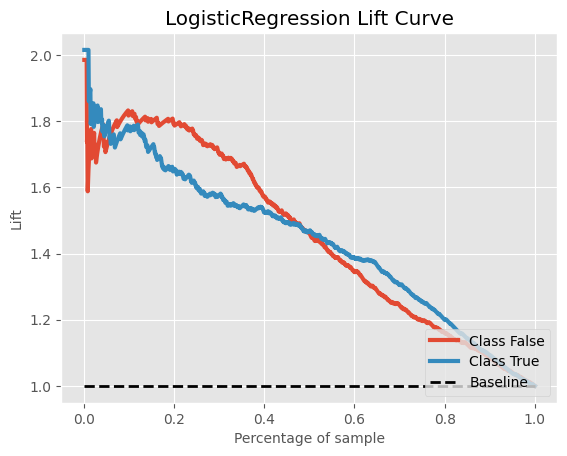 LogisticRegression Lift Curve
Lift
2.0
1.8
1.6
1.4
1.2
1.0
Class False
Class True
Baseline
0.0 0.2 0.4 0.6 0.8 1.0
Percentage of sample